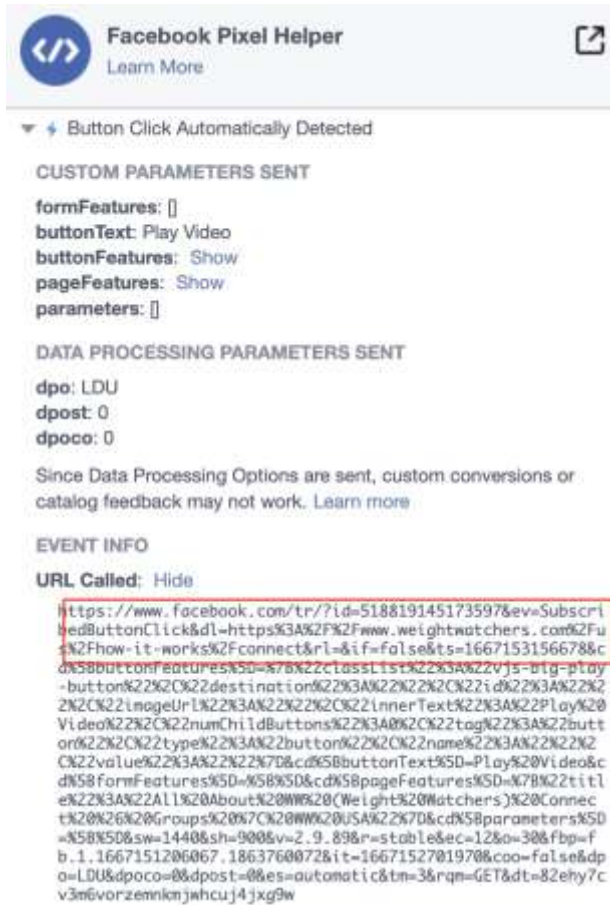 Facebook Pixel Helper
Learn More
Button Click Automatically Detected
CUSTOM PARAMETERS SENT
formFeatures: []
buttonText: Play Video
buttonFeatures: Show
pageFeatures: Show
parameters: []
DATA PROCESSING PARAMETERS SENT
dpo: LDU
dpost: 0
dpoco: 0
Since Data Processing Options are sent, custom conversions or
catalog feedback may not work. Learn more
EVENT INFO
URL Called: Hide
https://www.facebook.com/tr/?id=518819145173597&ev=Subscri
bedButtonClick&dl=https%3A%2F%2Fwww.weightwatchers.com%2Fu
s%2Fhow-it-works%2Fconnect&rl=&if=false&ts=1667153156678&c
d%5BbuttonFeatures%5D=%7B%22classList%22%3A%22vjs-big-play
-button%22%2C%22destination%22%3A%22%22%2C%22id%22%3A%22%2
2%2C%22imageUrl%22%3A%22%22%2C%22innerText%22%3A%22Play%20
Video%22%2C%22numChildButtons%22%3A0%2C%22tag%22%3A%22butt
on%22%2C%22type%22%3A%22button%22%2C%22name%22%3A%22%22%2
C%22value%22%3A%22%22%7D&cd%5BbuttonText%5D=Play%20Video&c
d%5BformFeatures%5D=%5B%5D&cd%5BpageFeatures%5D=%7B%22titl
e%22%3A%22All%20About%20WW%20(Weight%20Watchers)%20Connec
t%20%26%20Groups%20%7C%20WW%20USA%22%7D&cd%5Bparameters%5D
=%5B%5D&sw=1440&sh=900&v=2.9.89&r=stable&ec=12&o=30&fbp=f
b.1.1667151206067.1863760072&it=1667152701970&coo=false&dp
o=LDU&dpoco=0&dpost=0&es=automatic&tm=3&rqm=GET&dt=82ehy7c
v3m6vorzemnkmjwhcuj4jxg9w